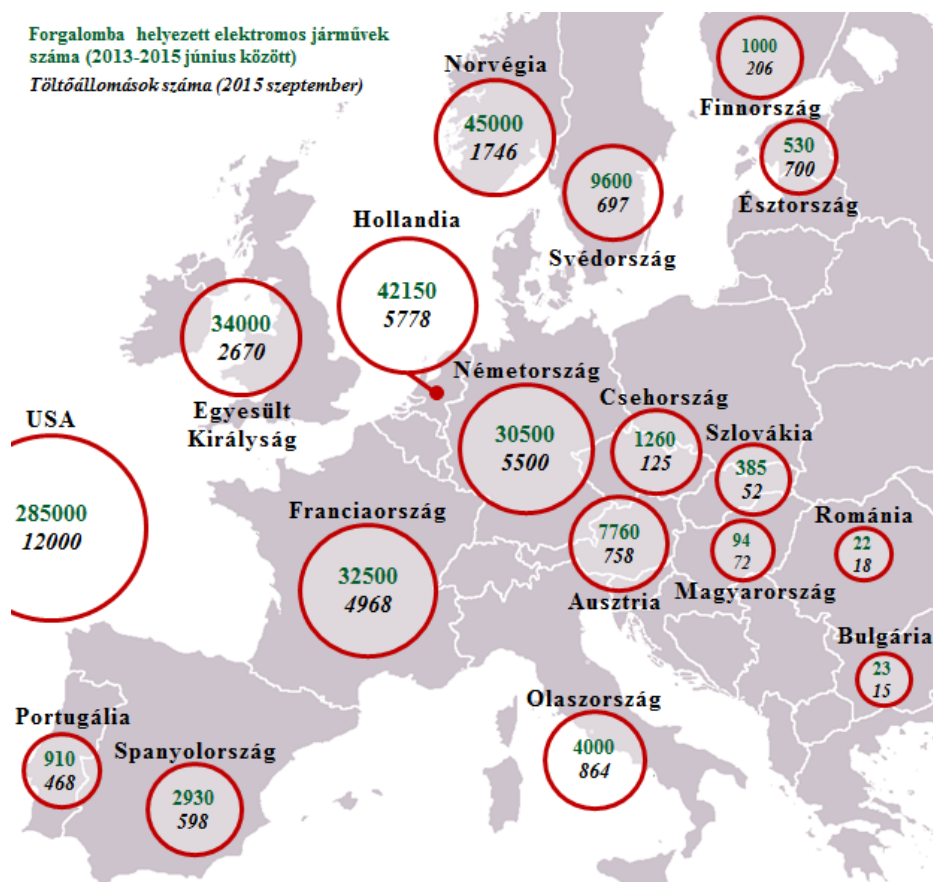 Forgalomba helyezett elektromos járművek
száma (2013-2015 június között)
Töltőállomások száma (2015 szeptember)
Norvégia
45000
1746
1000
206
Finnország
530
700
Észtország
9600
697
Svédország
Hollandia
42150
5778
34000
2670
Egyesült
Királyság
Németország
30500
5500
Csehország
1260
125
Szlovákia
385
52
USA
285000
12000
Franciaország
32500
4968
7760
758
Ausztria
94
72
Magyarország
Románia
22
18
Bulgária
23
15
Olaszország
4000
864
Portugália
910
468
Spanyolország
2930
598